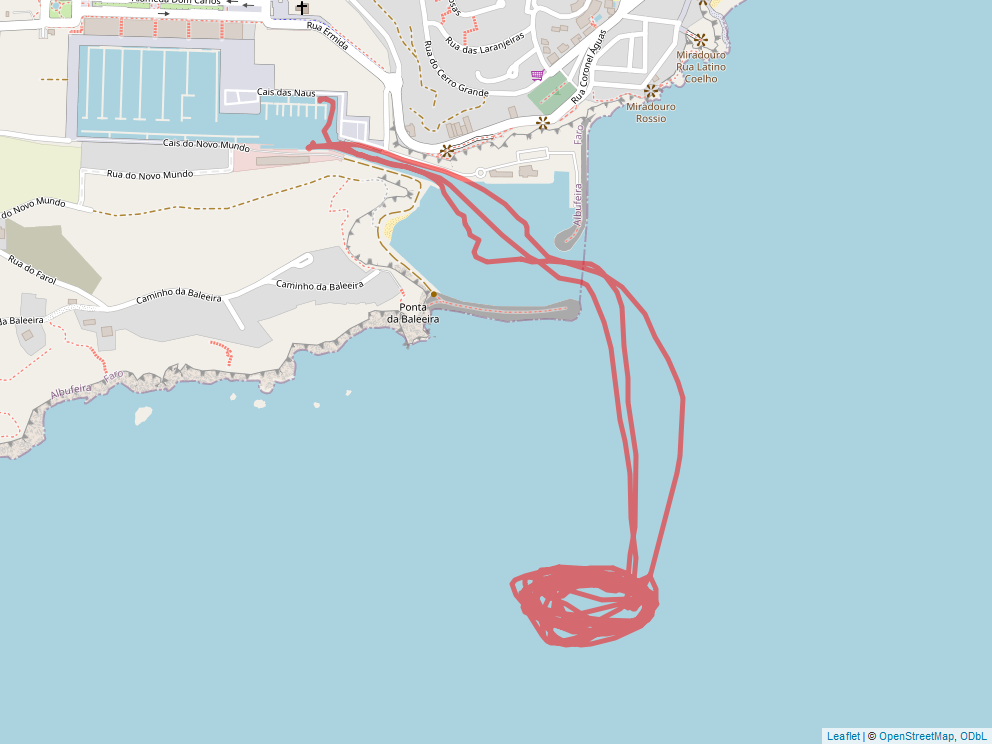 Alameda Dom Carlos
Rua Ermida
Rua das Laranjeiras
Rua do Cerro Grande
Rua Coronel Águas
Miradouro
Rua Latino
Coelho
Miradouro
Rossio
Cais das Naus
Cais do Novo Mundo
Rua do Novo Mundo
do Novo Mundo
Faro
Albufeira
Rua do Farol
Caminho da Baleeira
Caminho da Baleeira
da Baleeira
Ponta
da Baleeira
Albufeira
Faro
Leaflet | © OpenStreetMap, ODbL